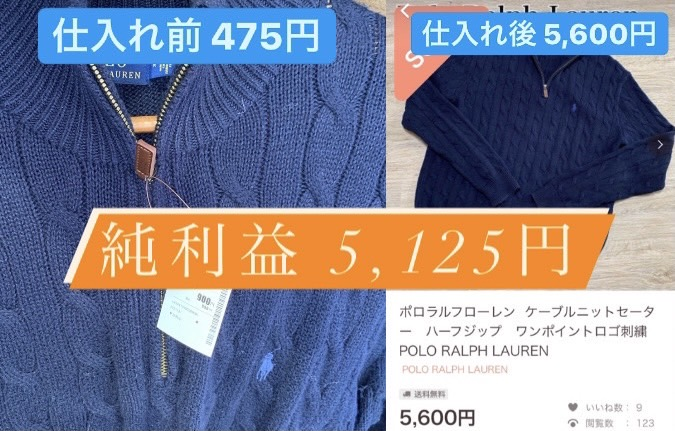 仕入れ前 475円
仕入れ後 5,600円
LAUREN
純利益 5,125円
900
ポロラルフローレン ケーブルニットセータ
ー ハーフジップ ワンポイントロゴ刺繍
POLO RALPH LAUREN
POLO RALPH LAUREN
送料無料
5,600円
いいね数： 9
閲覧数 ： 123